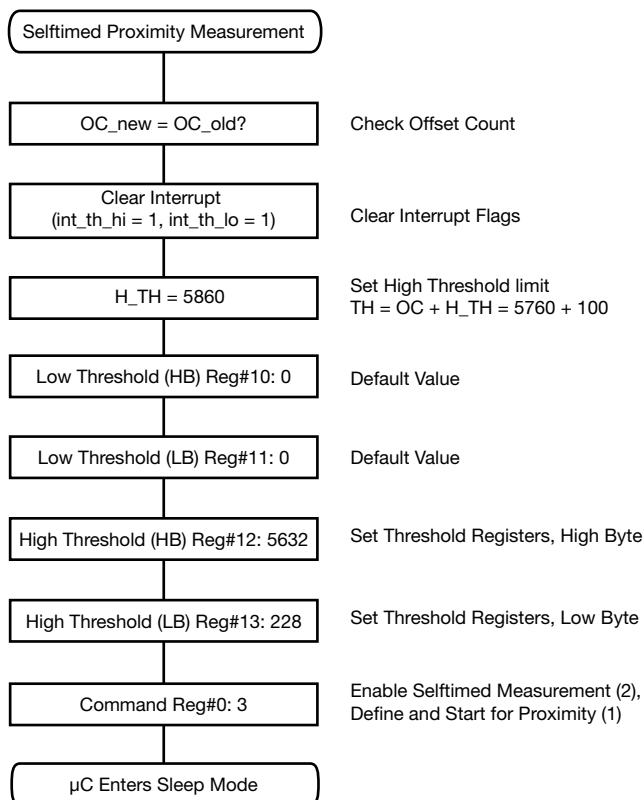 Selftimed Proximity Measurement
OC_new = OC_old?
Check Offset Count
Clear Interrupt
(int_th_hi = 1, int_th_lo = 1)
Clear Interrupt Flags
H_TH = 5860
Set High Threshold limit
TH = OC + H_TH = 5760 + 100
Low Threshold (HB) Reg#10: 0
Default Value
Low Threshold (LB) Reg#11: 0
Default Value
High Threshold (HB) Reg#12: 5632
Set Threshold Registers, High Byte
High Threshold (LB) Reg#13: 228
Set Threshold Registers, Low Byte
Command Reg#0: 3
Enable Selftimed Measurement (2),
Define and Start for Proximity (1)
µC Enters Sleep Mode